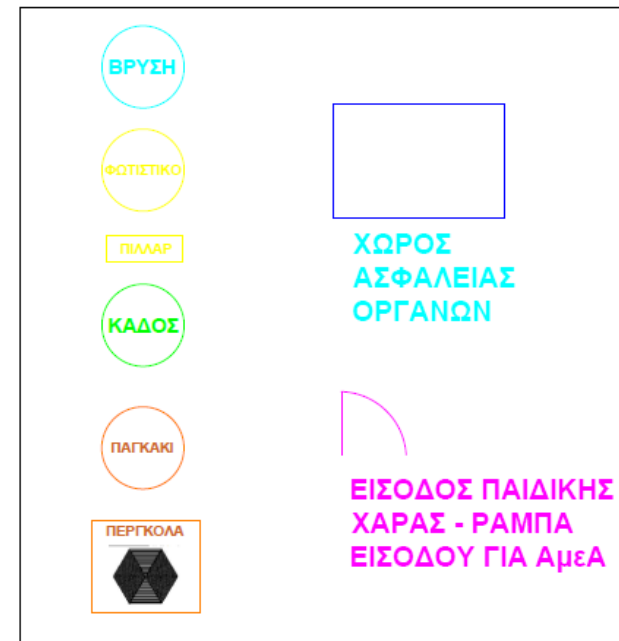 ΒΡΥΣΗ
ΦΩΤΙΣΤΙΚΟ
ΠΙΛΛΑΡ
ΚΑΔΟΣ
ΠΑΓΚΑΚΙ
ΠΕΡΓΚΟΛΑ
ΧΩΡΟΣ
ΑΣΦΑΛΕΙΑΣ
ΟΡΓΑΝΩΝ
ΕΙΣΟΔΟΣ ΠΑΙΔΙΚΗΣ
ΧΑΡΑΣ - ΡΑΜΠΑ
ΕΙΣΟΔΟΥ ΓΙΑ ΑμεΑ